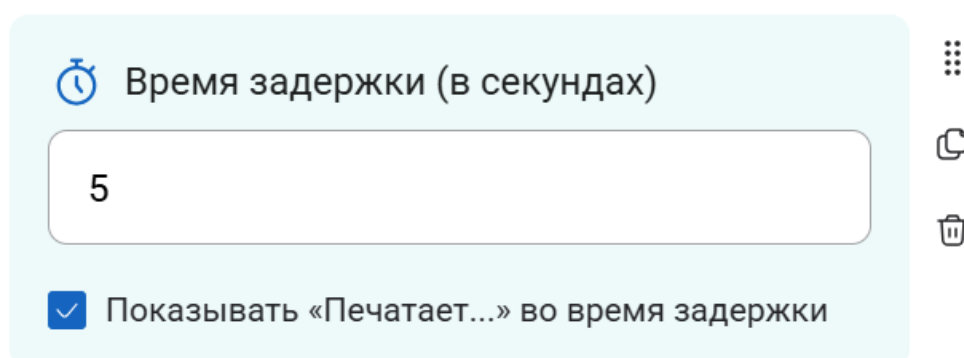 Время задержки (в секундах)
5
Показывать «Печатает...» во время задержки